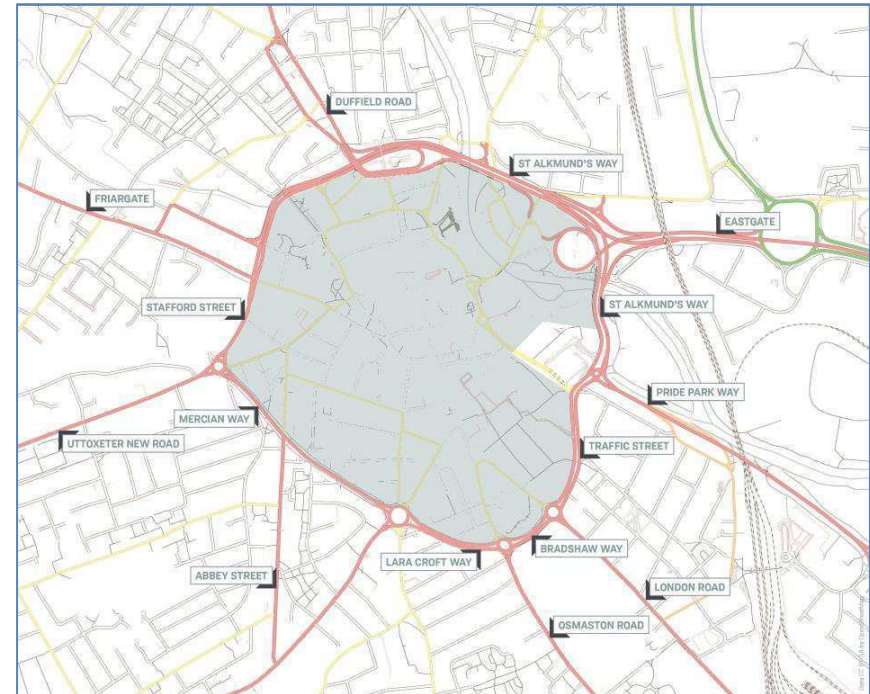 DUFFIELD ROAD
ST ALKMUND'S WAY
FRIARGATE
EASTGATE
STAFFORD STREET
ST ALKMUND'S WAY
PRIDE PARK WAY
MERCIAN WAY
UTTOXETER NEW ROAD
TRAFFIC STREET
LARA CROFT WAY
BRADSHAW WAY
ABBEY STREET
LONDON ROAD
OSMASTON ROAD